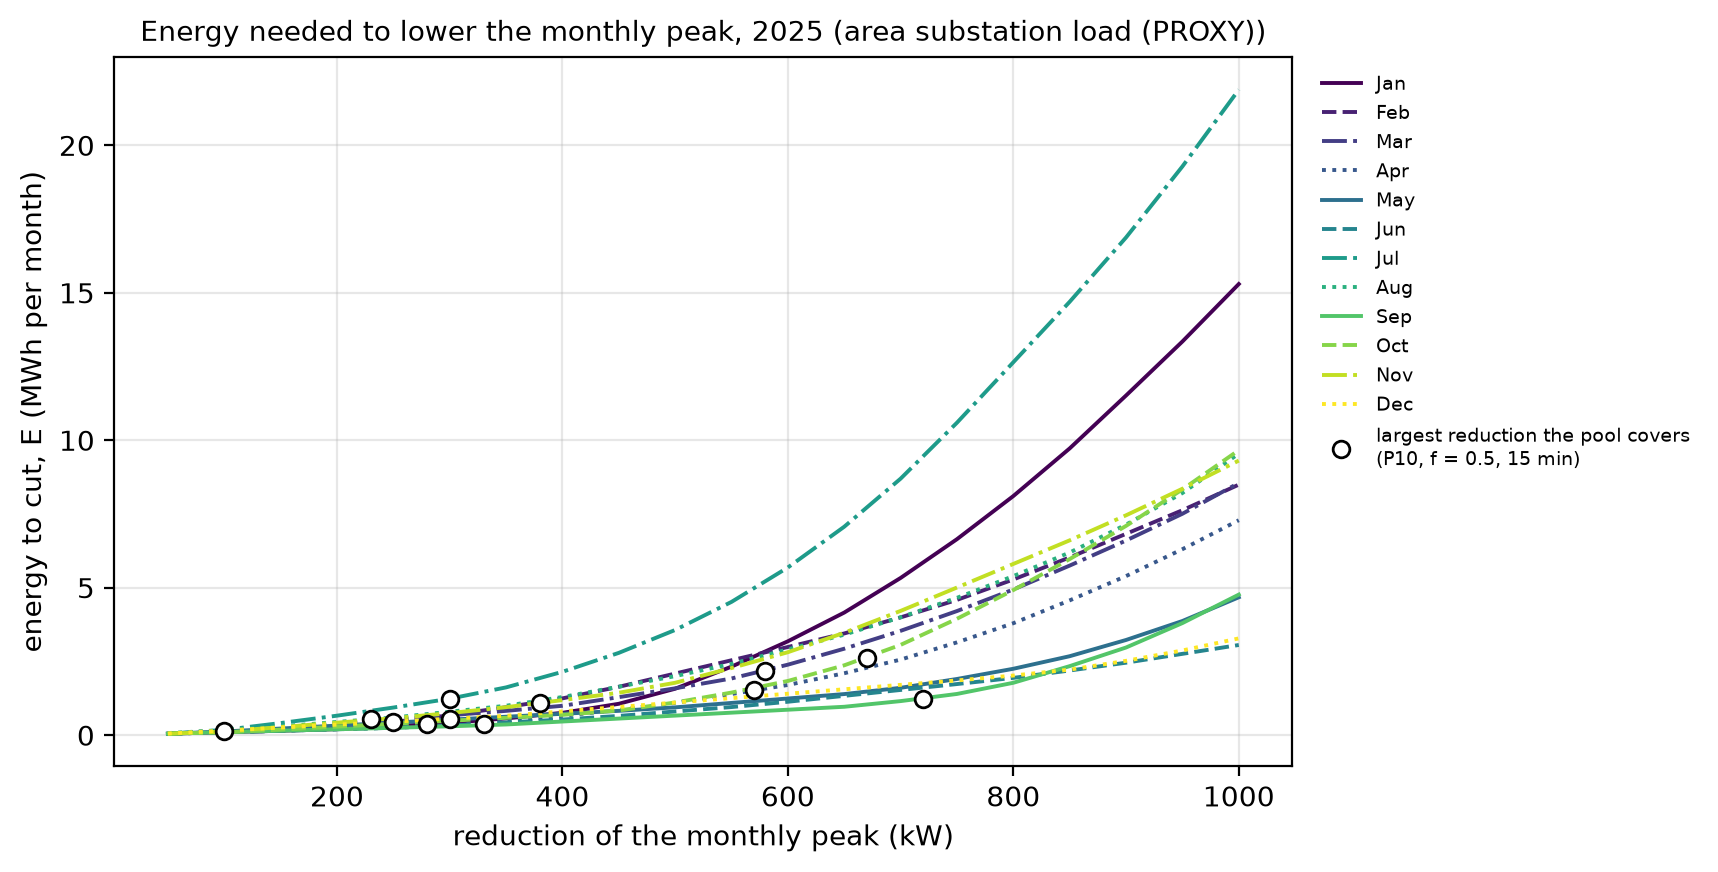 Energy needed to lower the monthly peak, 2025 (area substation load (PROXY))
energy to cut, E (MWh per month)
20
15
10
5
0
200
400
600
800
1000
reduction of the monthly peak (kW)
Jan
Feb
Mar
Apr
May
Jun
Jul
Aug
Sep
Oct
Nov
Dec
largest reduction the pool covers
(P10, f = 0.5, 15 min)